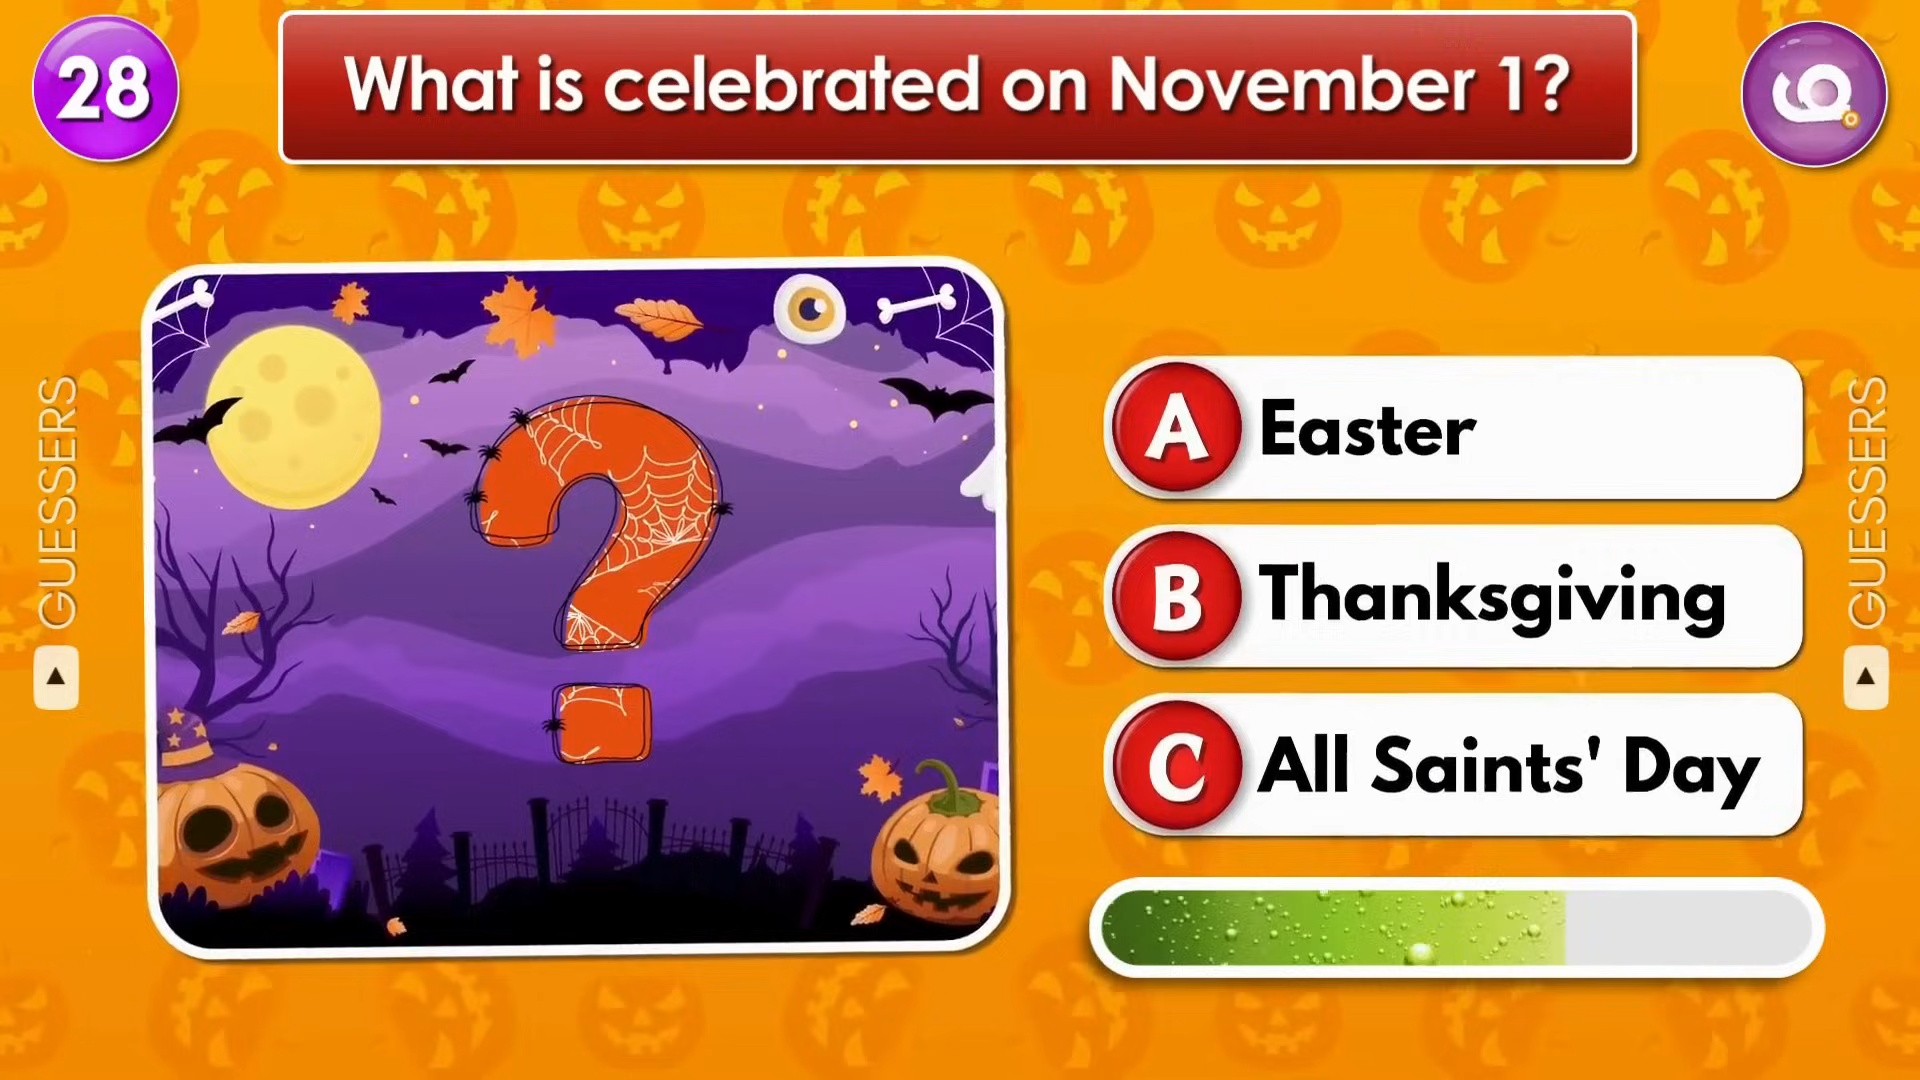 28
What is celebrated on November 1?
GUESSERS
A Easter
B Thanksgiving
C All Saints' Day
GUESSERS